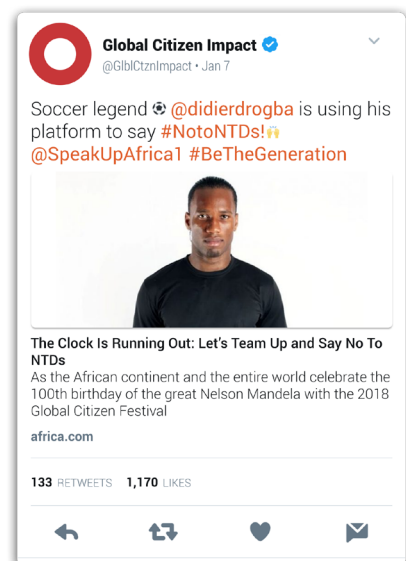 Global Citizen Impact
@GlblCtznImpact • Jan 7
Soccer legend ⚽ @didierdrogba is using his
platform to say #NotoNTDs!🙌
@SpeakUpAfrica1 #BeTheGeneration
The Clock Is Running Out: Let's Team Up and Say No To
NTDs
As the African continent and the entire world celebrate the
100th birthday of the great Nelson Mandela with the 2018
Global Citizen Festival
africa.com
133 RETWEETS 1,170 LIKES